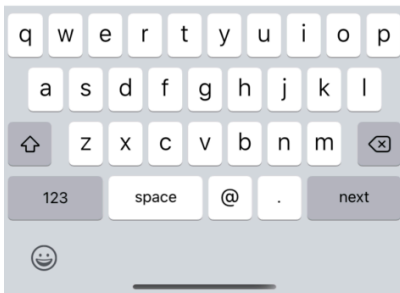 q w e r t y u i o p
a s d f g h j k l
z x c v b n m
123 space @ . next